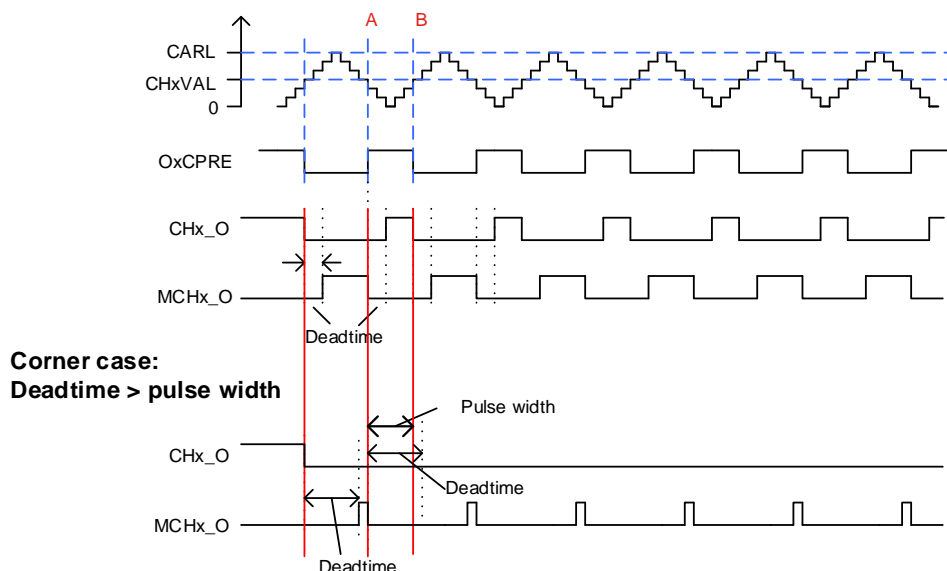 A B
CARL
CHxVAL
0
OxCPRE
CHx_O
MCHx_O
Deadtime
Corner case:
Deadtime > pulse width
Pulse width
CHx_O
Deadtime
MCHx_O
Deadtime